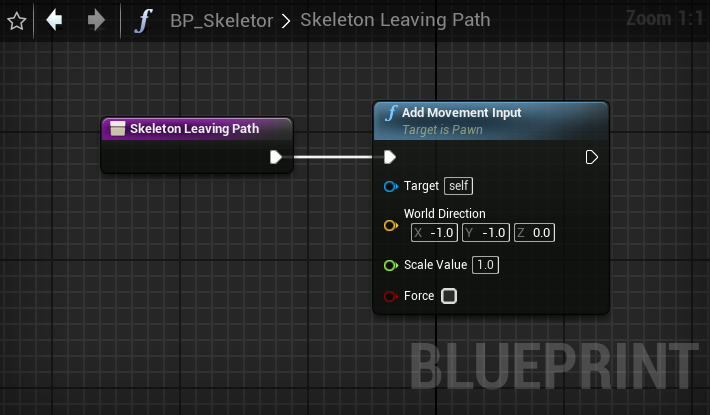 f BP_Skeletor > Skeleton Leaving Path
Zoom 1:1
Skeleton Leaving Path
f Add Movement Input
Target is Pawn
Target self
World Direction
X -1.0 Y -1.0 Z 0.0
Scale Value 1.0
Force
BLUEPRINT